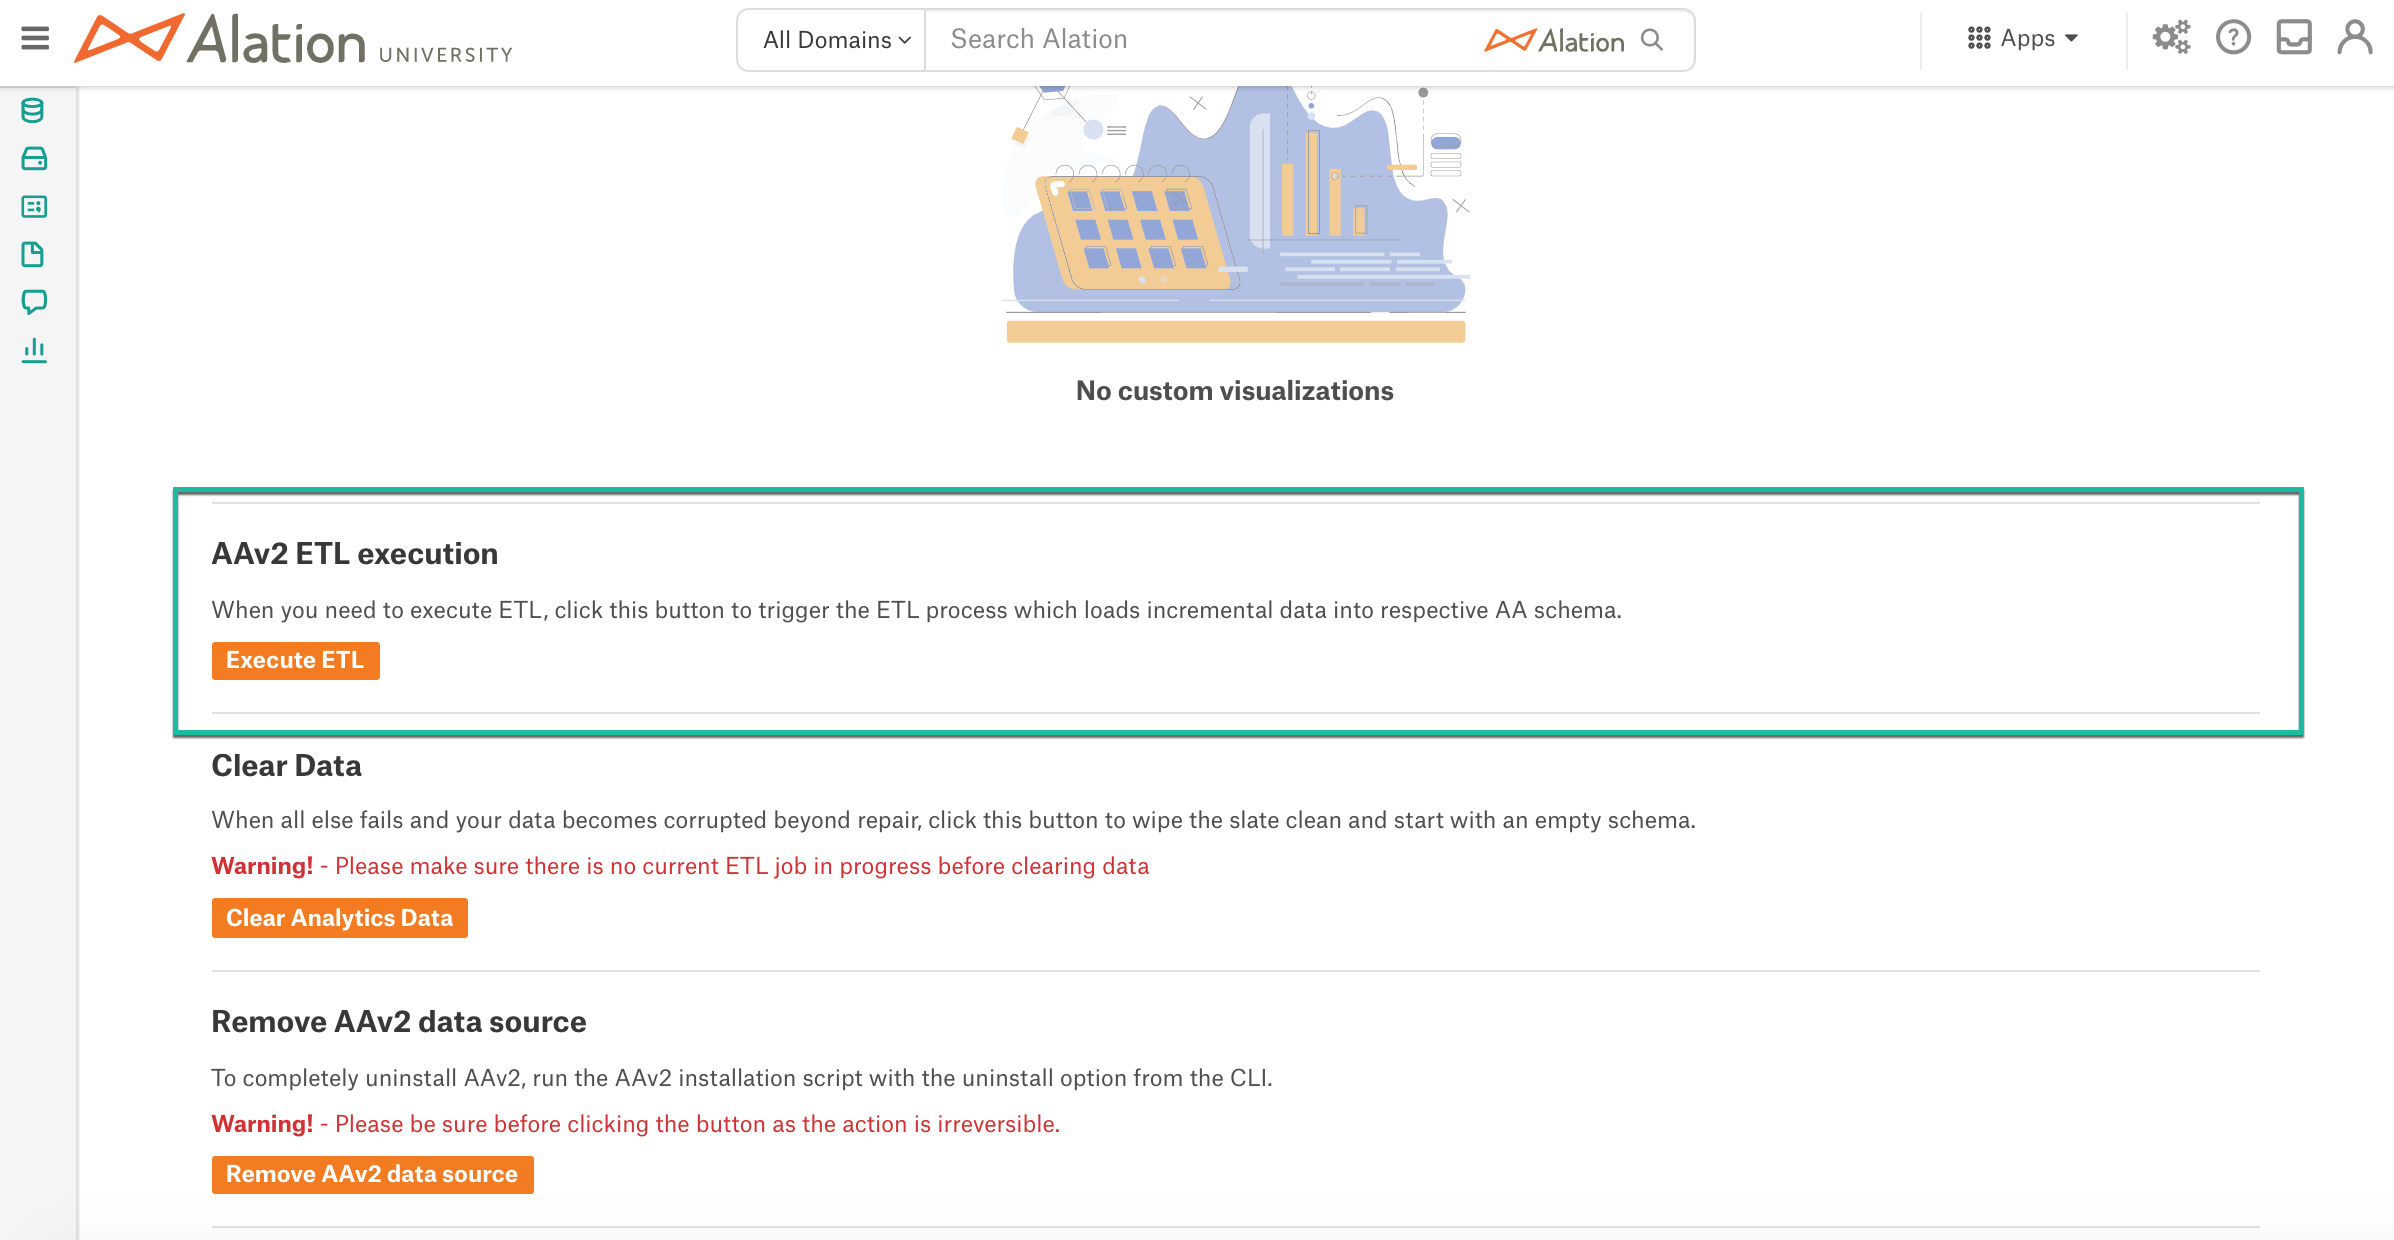 Alation UNIVERSITY
All Domains
Search Alation
Alation
Apps
No custom visualizations
AAv2 ETL execution
When you need to execute ETL, click this button to trigger the ETL process which loads incremental data into respective AA schema.
Execute ETL
Clear Data
When all else fails and your data becomes corrupted beyond repair, click this button to wipe the slate clean and start with an empty schema.
Warning! - Please make sure there is no current ETL job in progress before clearing data
Clear Analytics Data
Remove AAv2 data source
To completely uninstall AAv2, run the AAv2 installation script with the uninstall option from the CLI.
Warning! - Please be sure before clicking the button as the action is irreversible.
Remove AAv2 data source